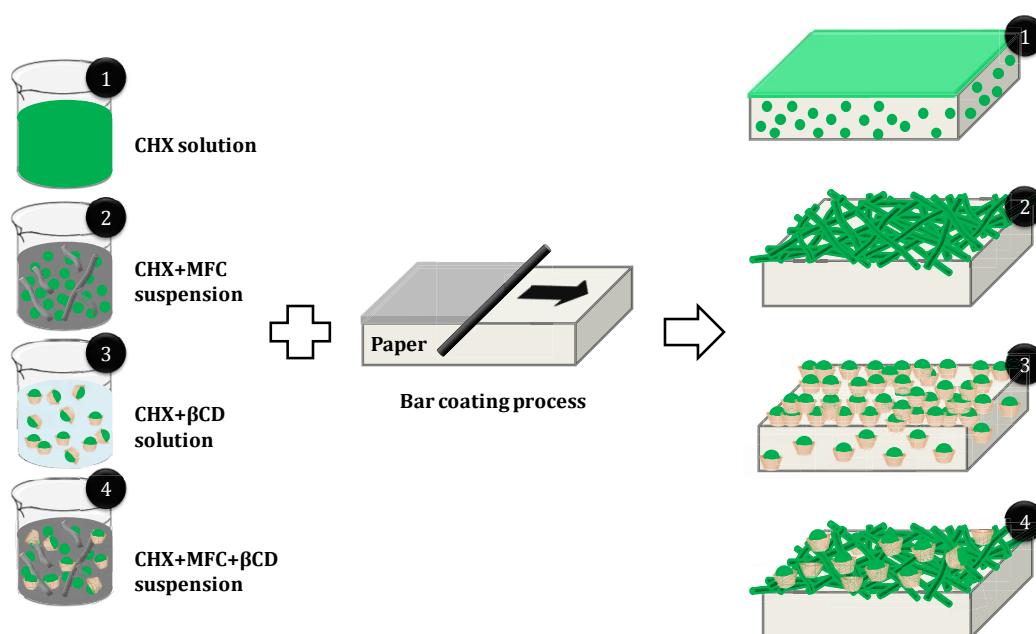 1
CHX solution
2
CHX+MFC
suspension
3
CHX+βCD
solution
4
CHX+MFC+βCD
suspension
Paper
Bar coating process
1
2
3
4